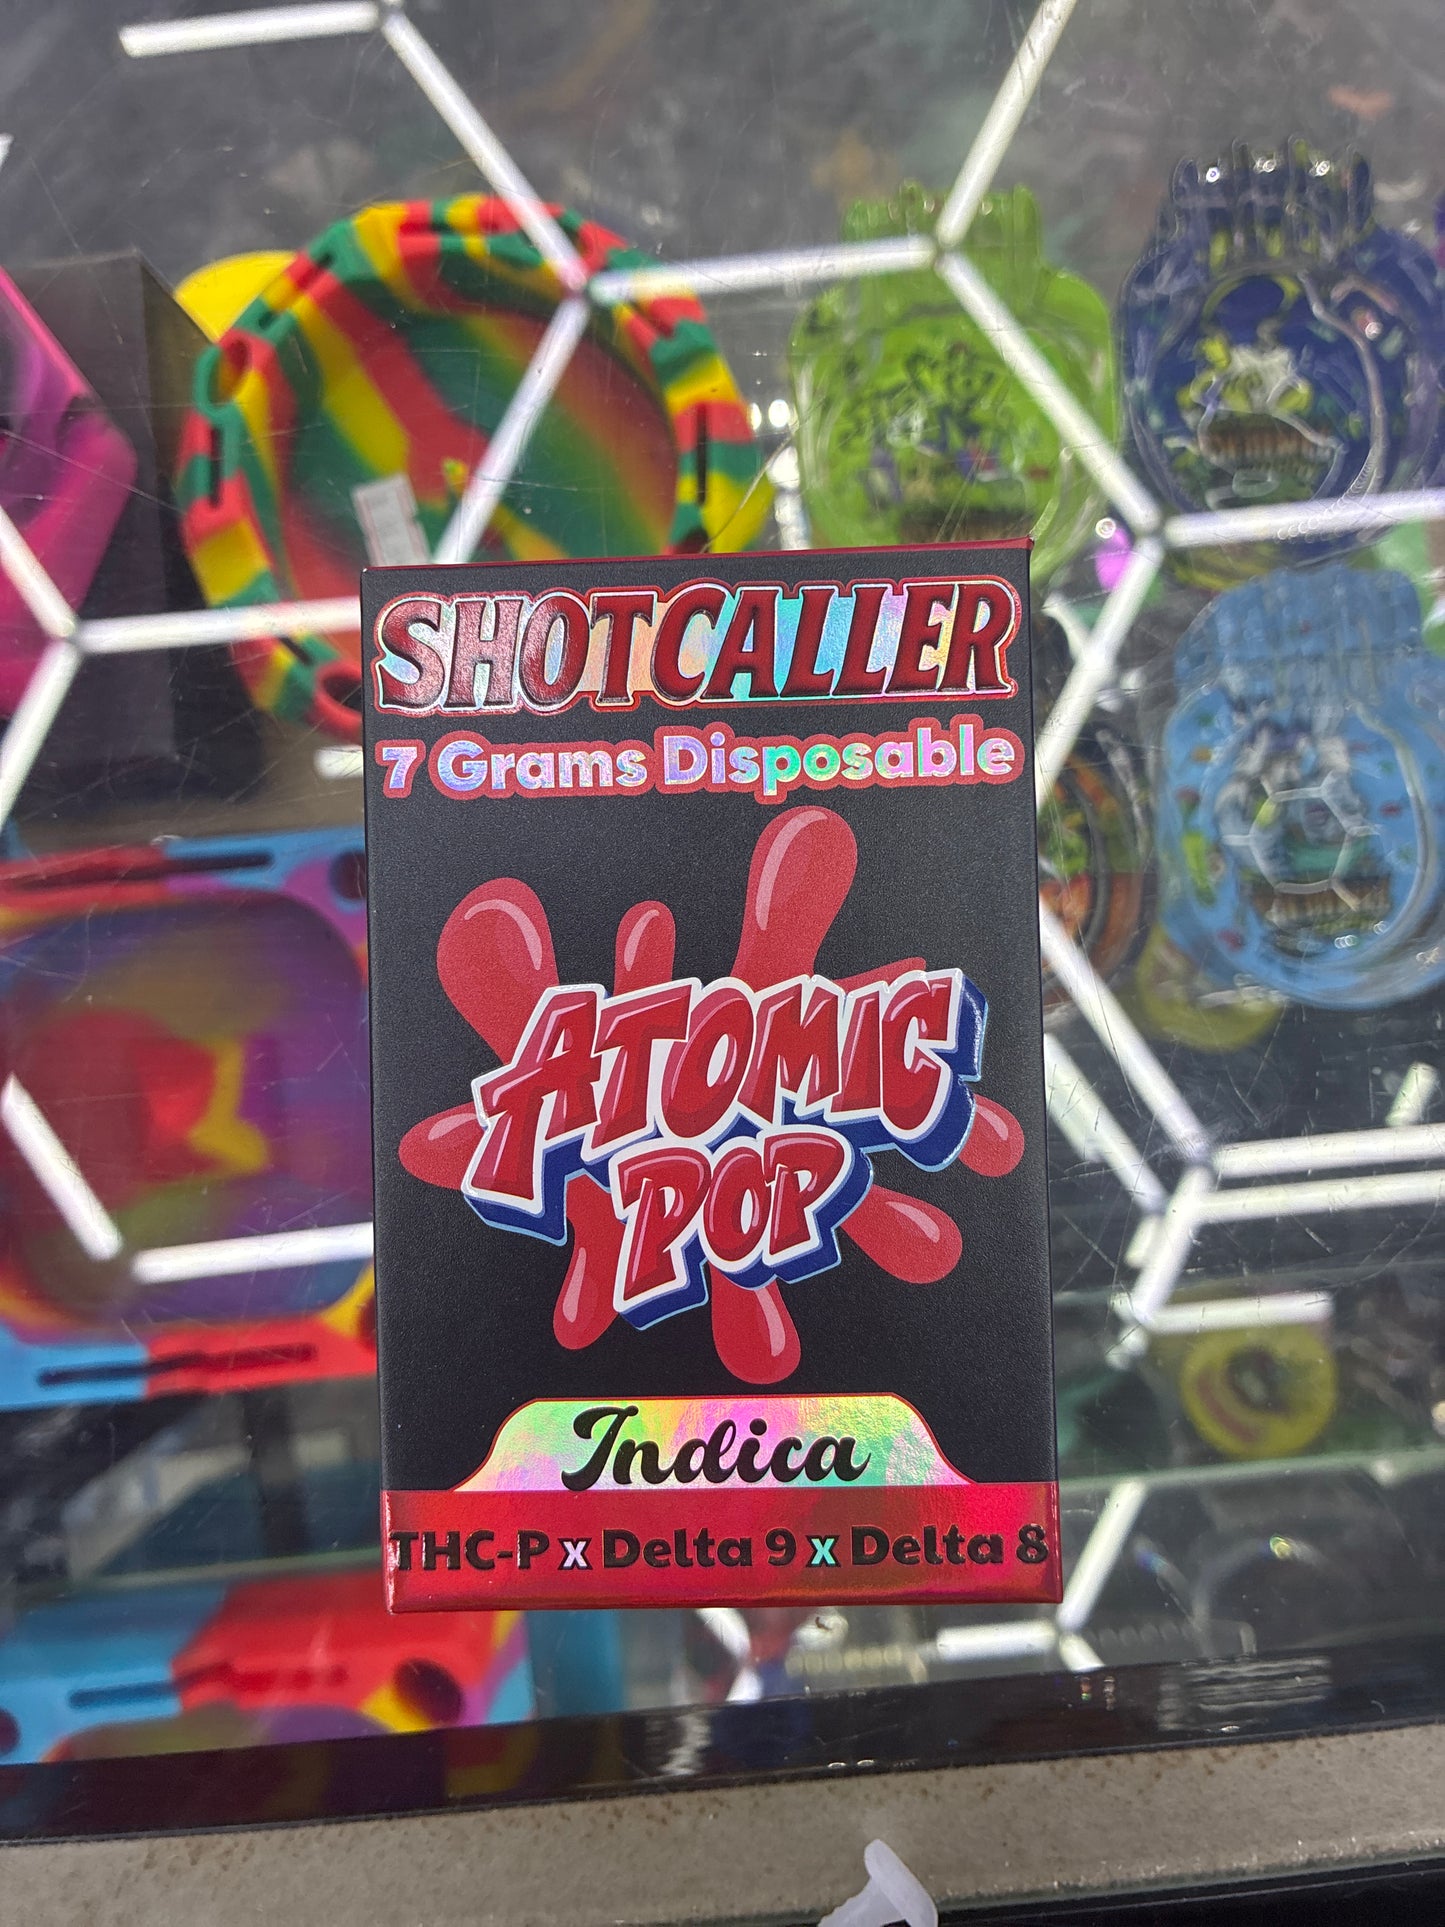 SHOTCALLER
7 Grams Disposable
ATOMIC
POP
Indica
THC-P x Delta 9 x Delta 8